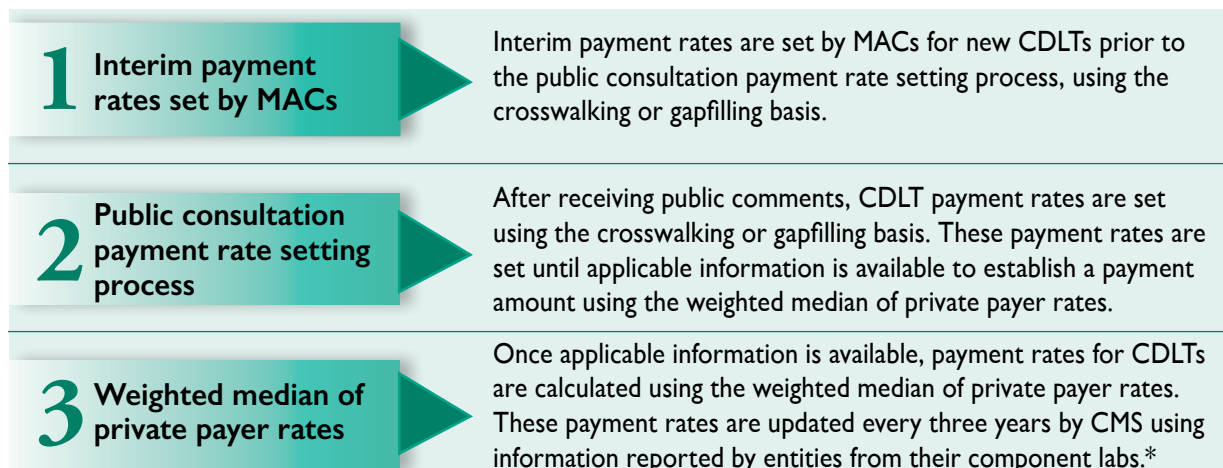 1
Interim payment
rates set by MACs
Interim payment rates are set by MACs for new CDLTs prior to
the public consultation payment rate setting process, using the
crosswalking or gapfilling basis.
2
Public consultation
payment rate setting
process
After receiving public comments, CDLT payment rates are set
using the crosswalking or gapfilling basis. These payment rates are
set until applicable information is available to establish a payment
amount using the weighted median of private payer rates.
3
Weighted median of
private payer rates
Once applicable information is available, payment rates for CDLTs
are calculated using the weighted median of private payer rates.
These payment rates are updated every three years by CMS using
information reported by entities from their component labs.*